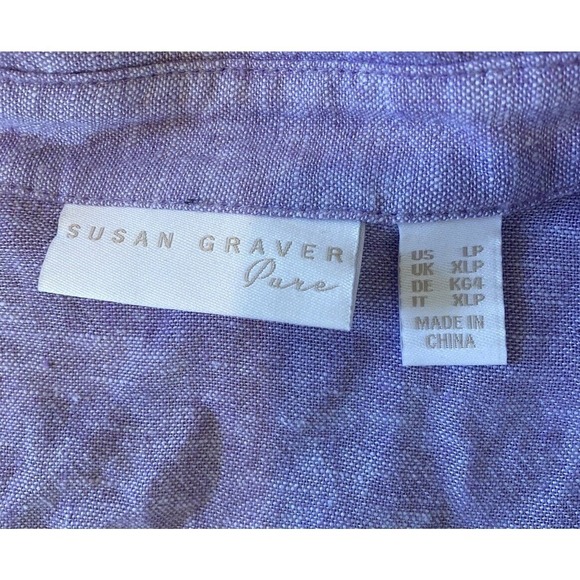 SUSAN GRAVER
Pure
US LP
UK XLP
DE KG4
IT XLP
MADE IN
CHINA